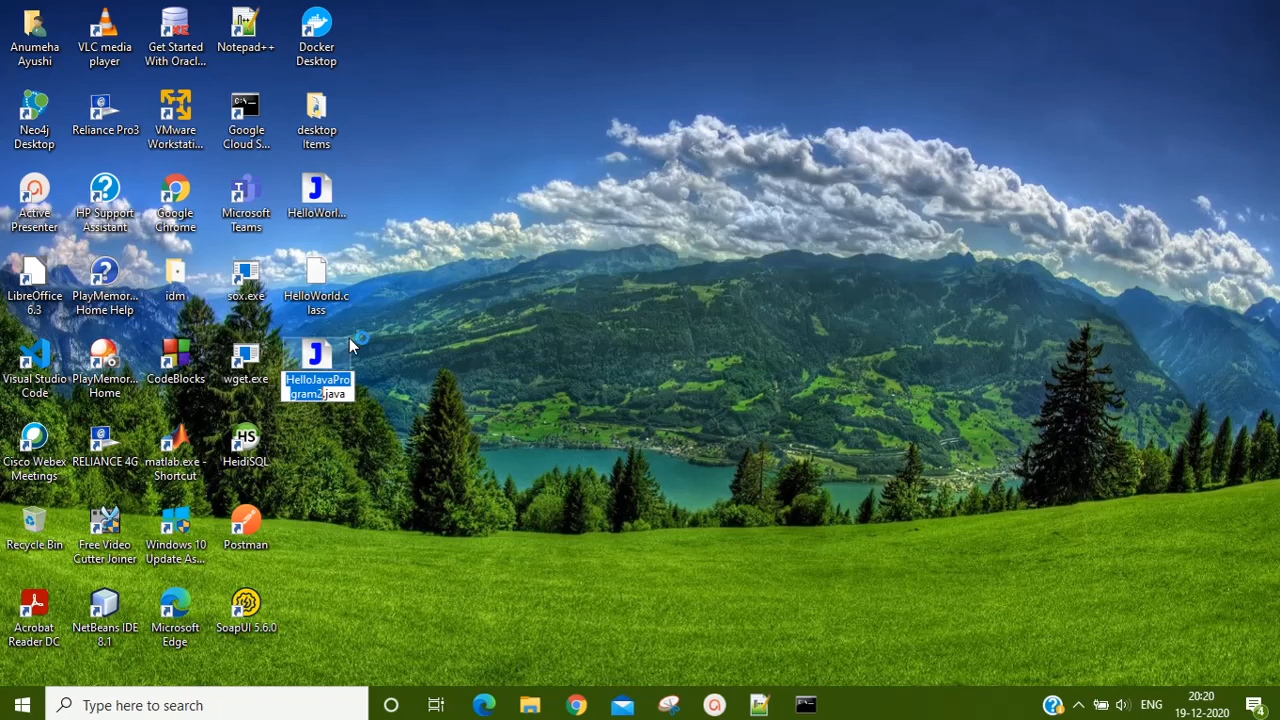 Anumeha
Ayushi
VLC media
player
Get Started
With Oracl...
Notepad++
Docker
Desktop
Neo4j
Desktop
Reliance Pro3
VMware
Workstati...
Google
Cloud S...
desktop
Items
Active
Presenter
HP Support
Assistant
Google
Chrome
Microsoft
Teams
HelloWorl...
LibreOffice
6.3
PlayMemor...
Home Help
idm
sox.exe
HelloWorld.c
lass
Visual Studio
Code
PlayMemor...
Home
CodeBlocks
wget.exe
HelloJavaPro
gram2.java
Cisco Webex
Meetings
RELIANCE 4G
matlab.exe -
Shortcut
HeidiSQL
Recycle Bin
Free Video
Cutter Joiner
Windows 10
Update As...
Postman
Acrobat
Reader DC
NetBeans IDE
8.1
Microsoft
Edge
SoapUI 5.6.0
Type here to search
ENG
20:20
19-12-2020
4